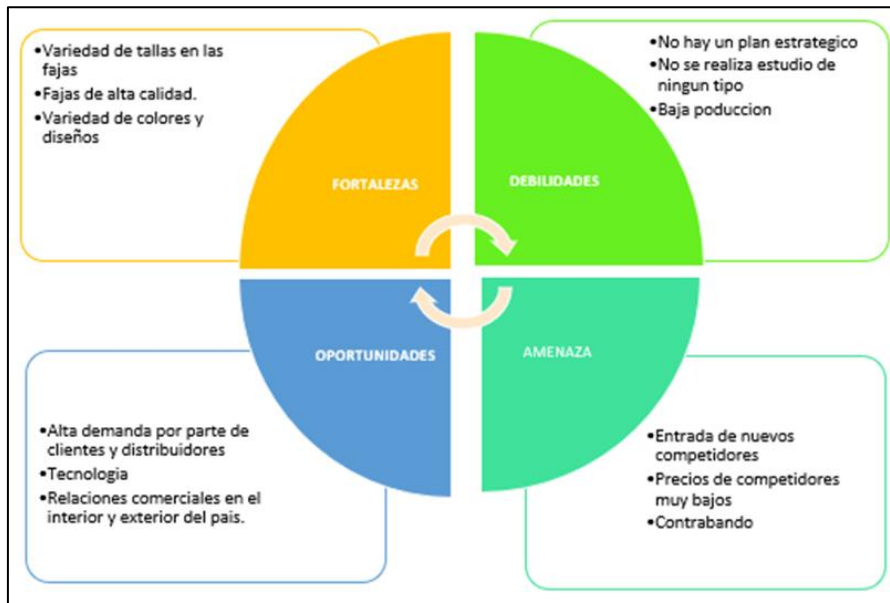 •Variedad de tallas en las
fajas
•Fajas de alta calidad.
•Variedad de colores y
diseños
FORTALEZAS
•No hay un plan estrategico
•No se realiza estudio de
ningun tipo
•Baja poduccion
DEBILIDADES
OPORTUNIDADES
•Alta demanda por parte de
clientes y distribuidores
•Tecnologia
•Relaciones comerciales en el
interior y exterior del pais.
AMENAZA
•Entrada de nuevos
competidores
•Precios de competidores
muy bajos
•Contrabando